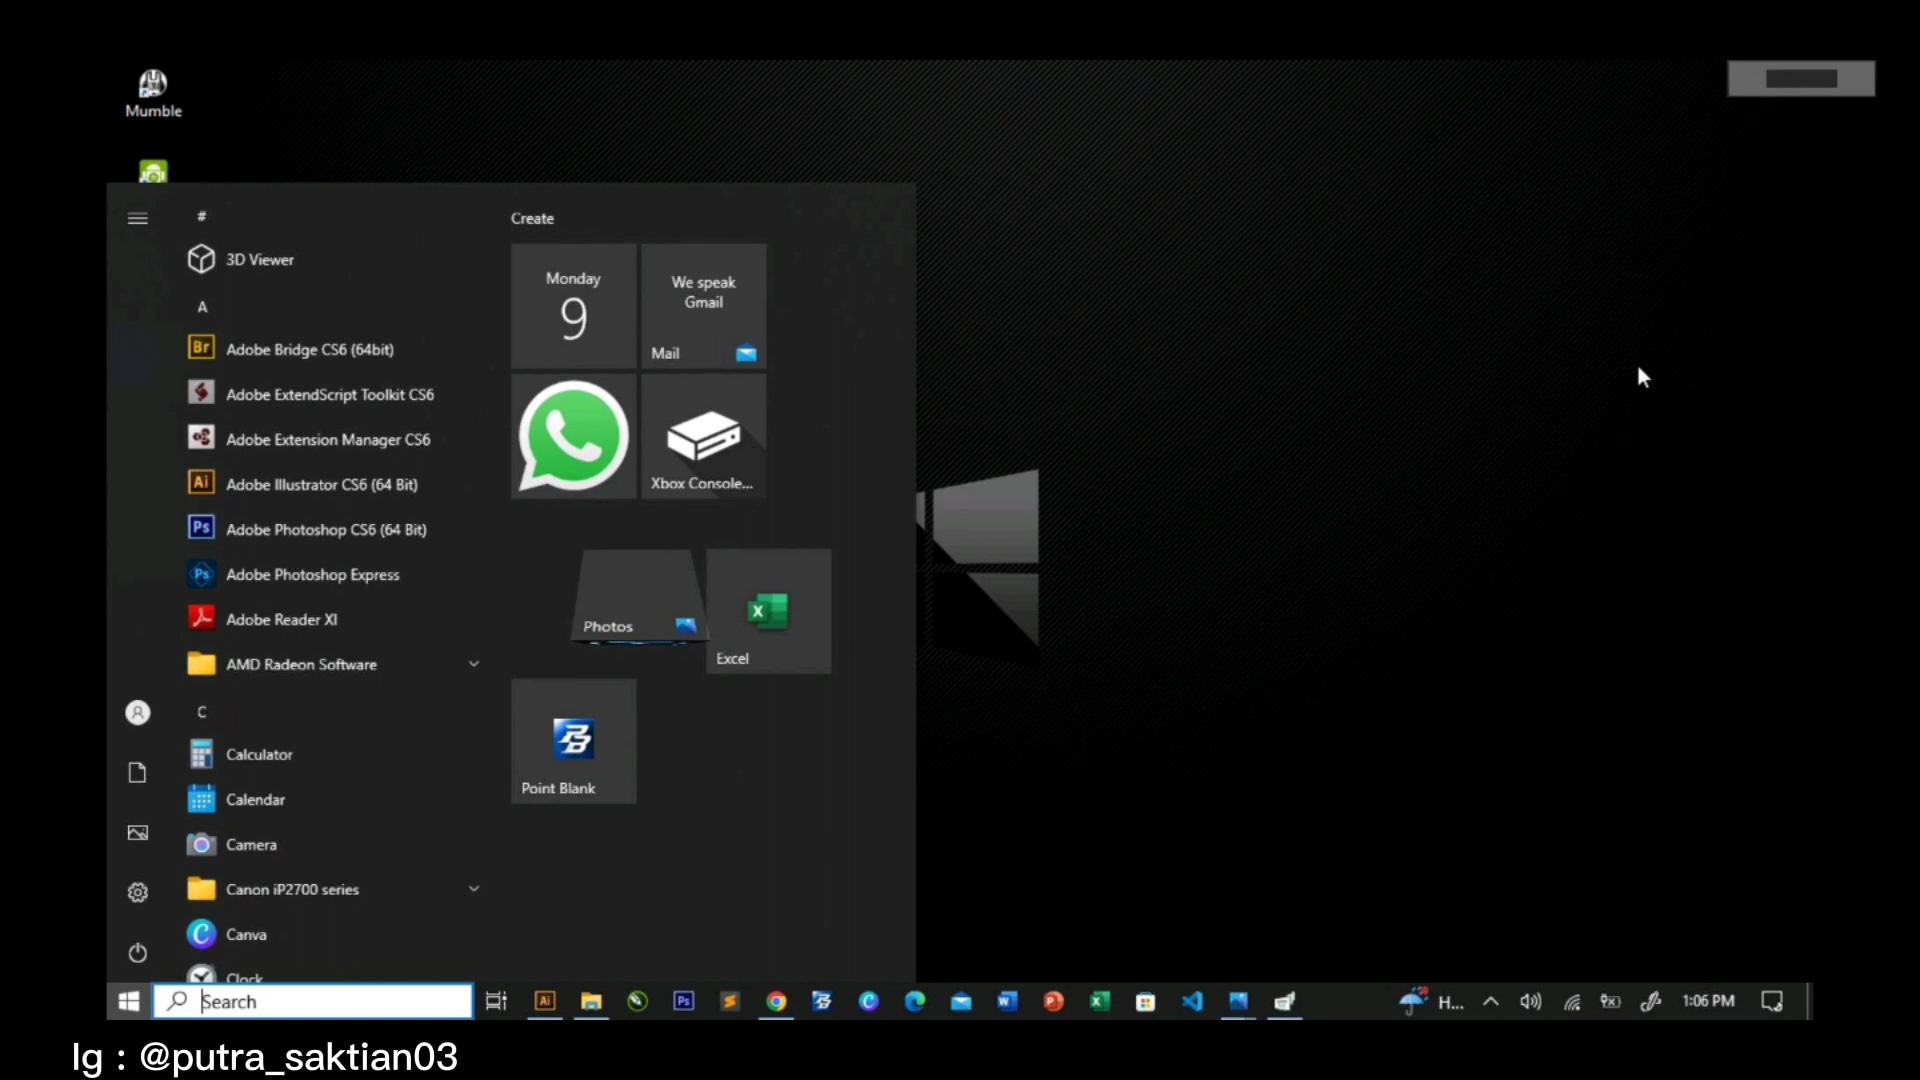 Mumble
#
3D Viewer
A
Adobe Bridge CS6 (64bit)
Adobe ExtendScript Toolkit CS6
Adobe Extension Manager CS6
Adobe Illustrator CS6 (64 Bit)
Adobe Photoshop CS6 (64 Bit)
Adobe Photoshop Express
Adobe Reader XI
AMD Radeon Software
C
Calculator
Calendar
Camera
Canon iP2700 series
Canva
Clock
Create
Monday
9
We speak
Gmail
Mail
Xbox Console...
Photos
Excel
Point Blank
Search
H...
1:06 PM
Ig : @putra_saktian03